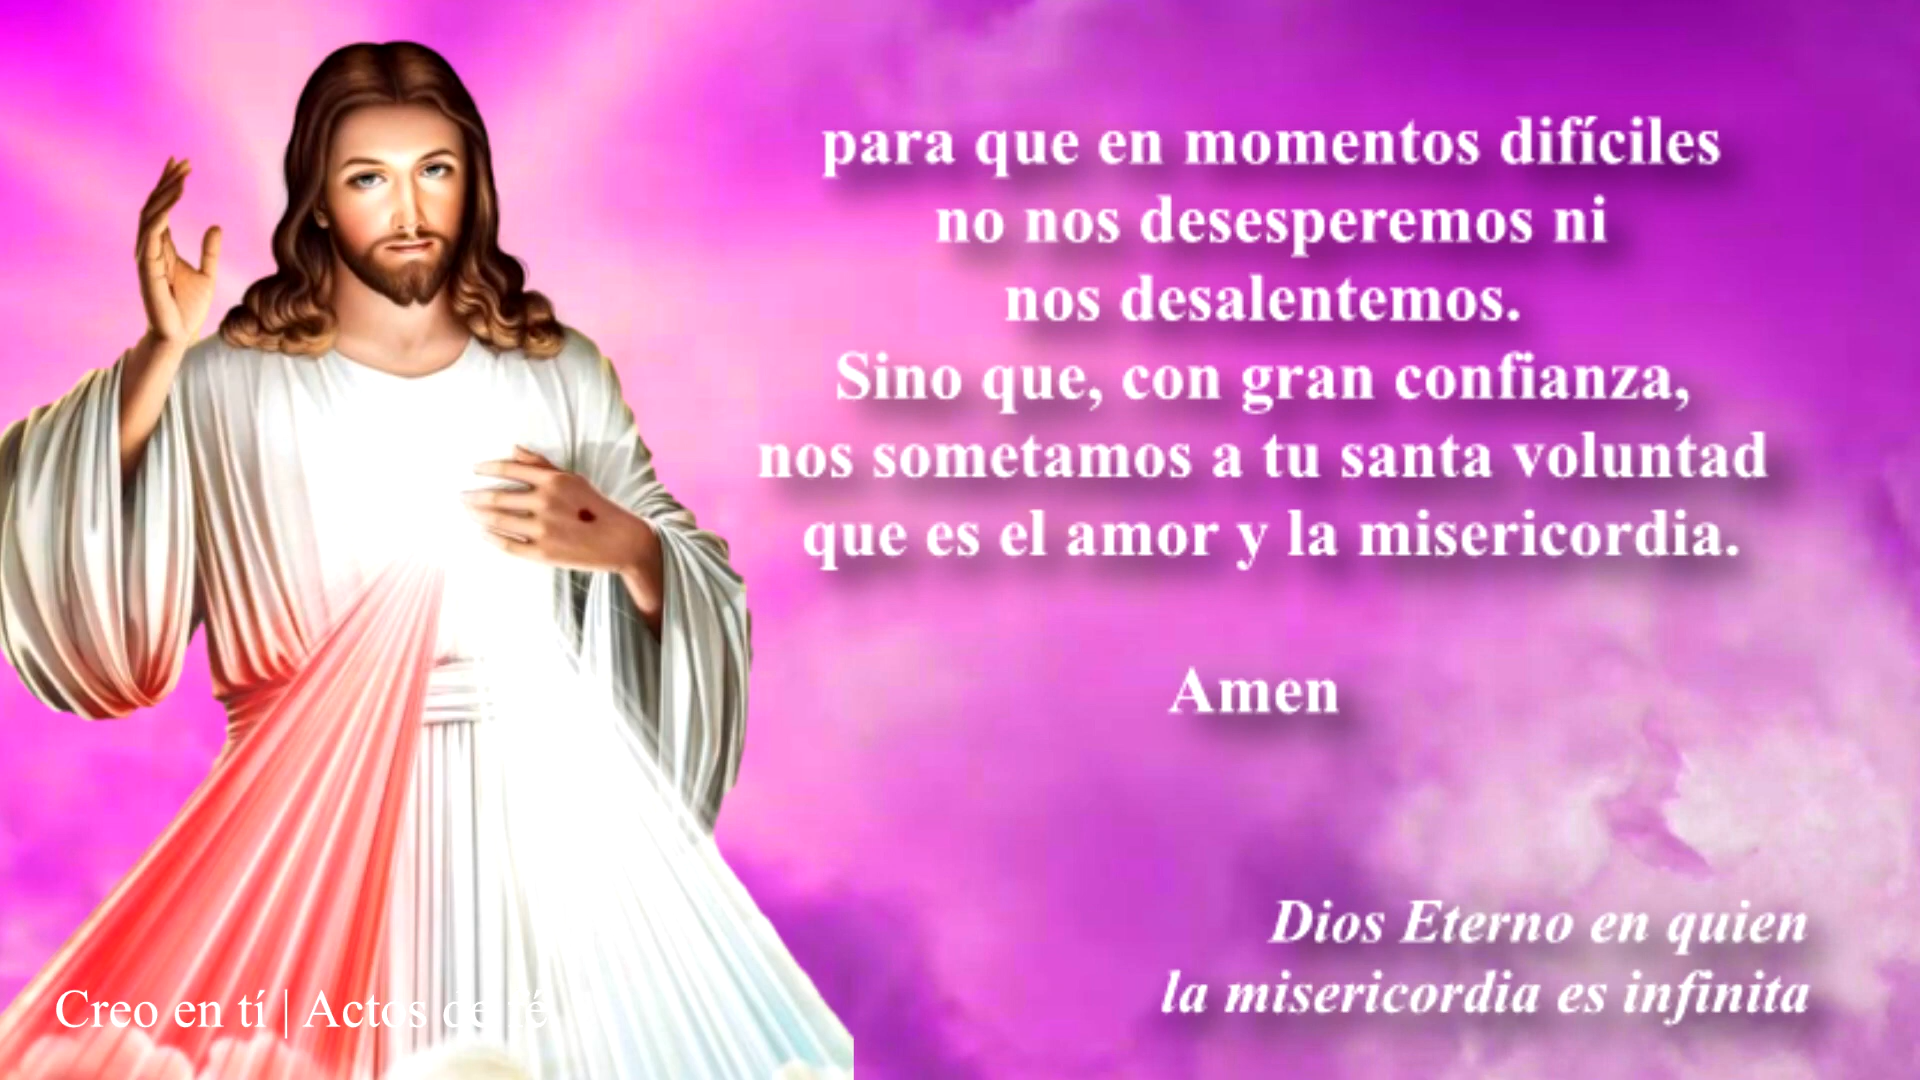 para que en momentos difíciles
no nos desesperemos ni
nos desalentemos.
Sino que, con gran confianza,
nos sometamos a tu santa voluntad
que es el amor y la misericordia.
Amen
Dios Eterno en quien
la misericordia es infinita
Creo en tí | Actos de fé